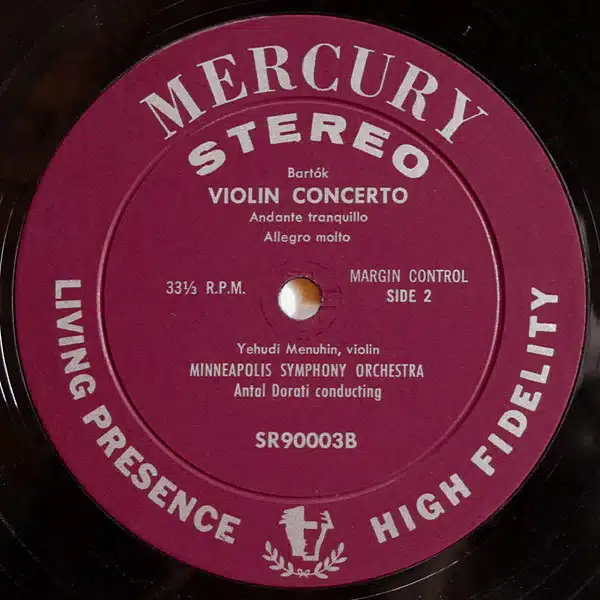 MERCURY
STEREO
Bartók
VIOLIN CONCERTO
Andante tranquillo
Allegro molto
33⅓ R.P.M.
MARGIN CONTROL
SIDE 2
Yehudi Menuhin, violin
MINNEAPOLIS SYMPHONY ORCHESTRA
Antal Dorati conducting
SR90003B
LIVING PRESENCE
HIGH FIDELITY